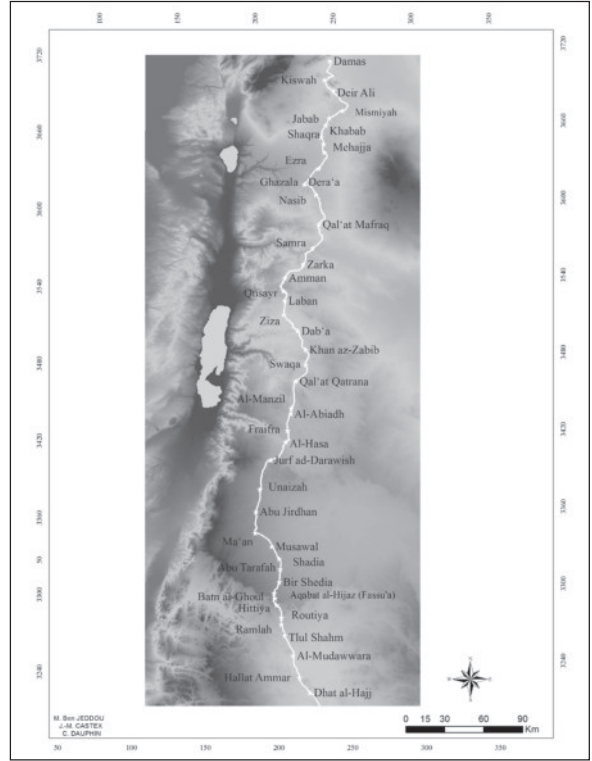 100 150 200 250 300 350
3720 3720
Damas
Kiswah
Deir Ali
Mismiyah
Jabab
3660 Khabab 3660
Shaqra
Mehajja
Ezra
Ghazala Dera'a
Nasib
3600 3600
Qal'at Mafraq
Samra
Zarka
3540 Amman 3540
Qusayr
Laban
Ziza
Dab'a
Khan az-Zabib
3480 Swaqa 3480
Qal'at Qatrana
Al-Manzil
Al-Abiadh
Fraifra
3420 Al-Hasa 3420
Jurf ad-Darawish
Unaizah
3360 Abu Jirdhan 3360
Ma'an
Musawal
50 Shadia
Abu Tarafah
Bir Shedia
3300 Batn al-Ghoul Aqabat al-Hijaz (Fassu'a) 3300
Hittiya
Routiya
Ramlah
Tlul Shahm
Al-Mudawwara
3240 3240
Hallat Ammar
Dhat al-Hajj
M. Ben JEDDOU
J.-M. CASTEX
C. DAUPHIN
0 15 30 60 90
Km
50 100 150 200 250 300 350